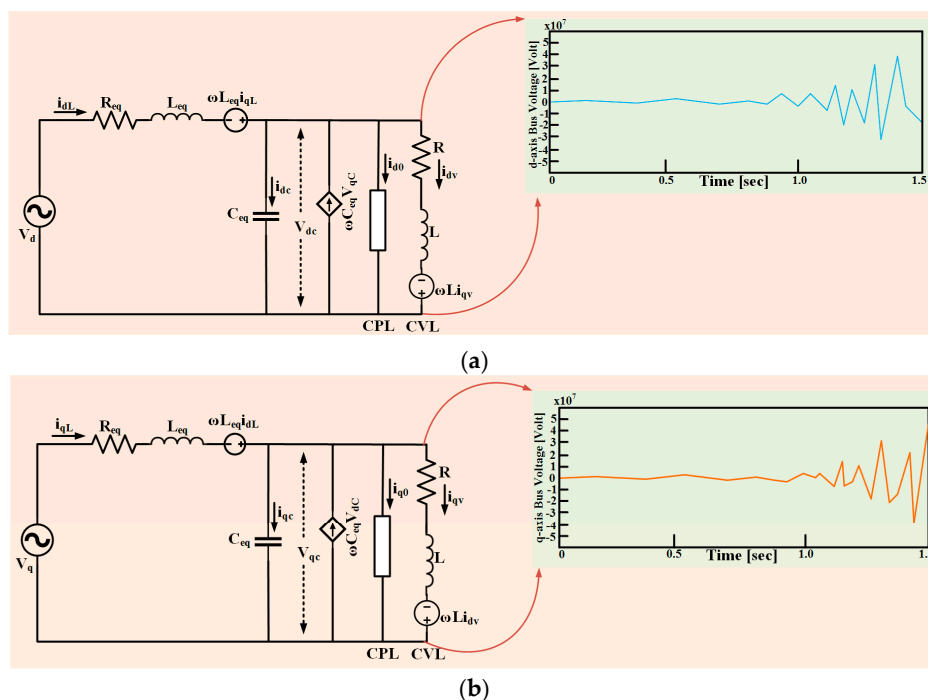 i_dL
R_eq
L_eq
ωL_eq i_qL
V_d
C_eq
i_dc
V_dc
ωC_eq V_qC
i_d0
R
i_dv
L
ωLi_qv
CPL
CVL
x10^7
5
4
3
2
1
0
-1
-2
-3
-4
-5
d-axis Bus Voltage [Volt]
0
0.5
1.0
1.5
Time [sec]
(a)
i_qL
R_eq
L_eq
ωL_eq i_dL
V_q
C_eq
i_qc
V_qc
ωC_eq V_dC
i_q0
R
i_qv
L
ωLi_dv
CPL
CVL
x10^7
5
4
3
2
1
0
-1
-2
-3
-4
-5
q-axis Bus Voltage [Volt]
0
0.5
1.0
1.
Time [sec]
(b)